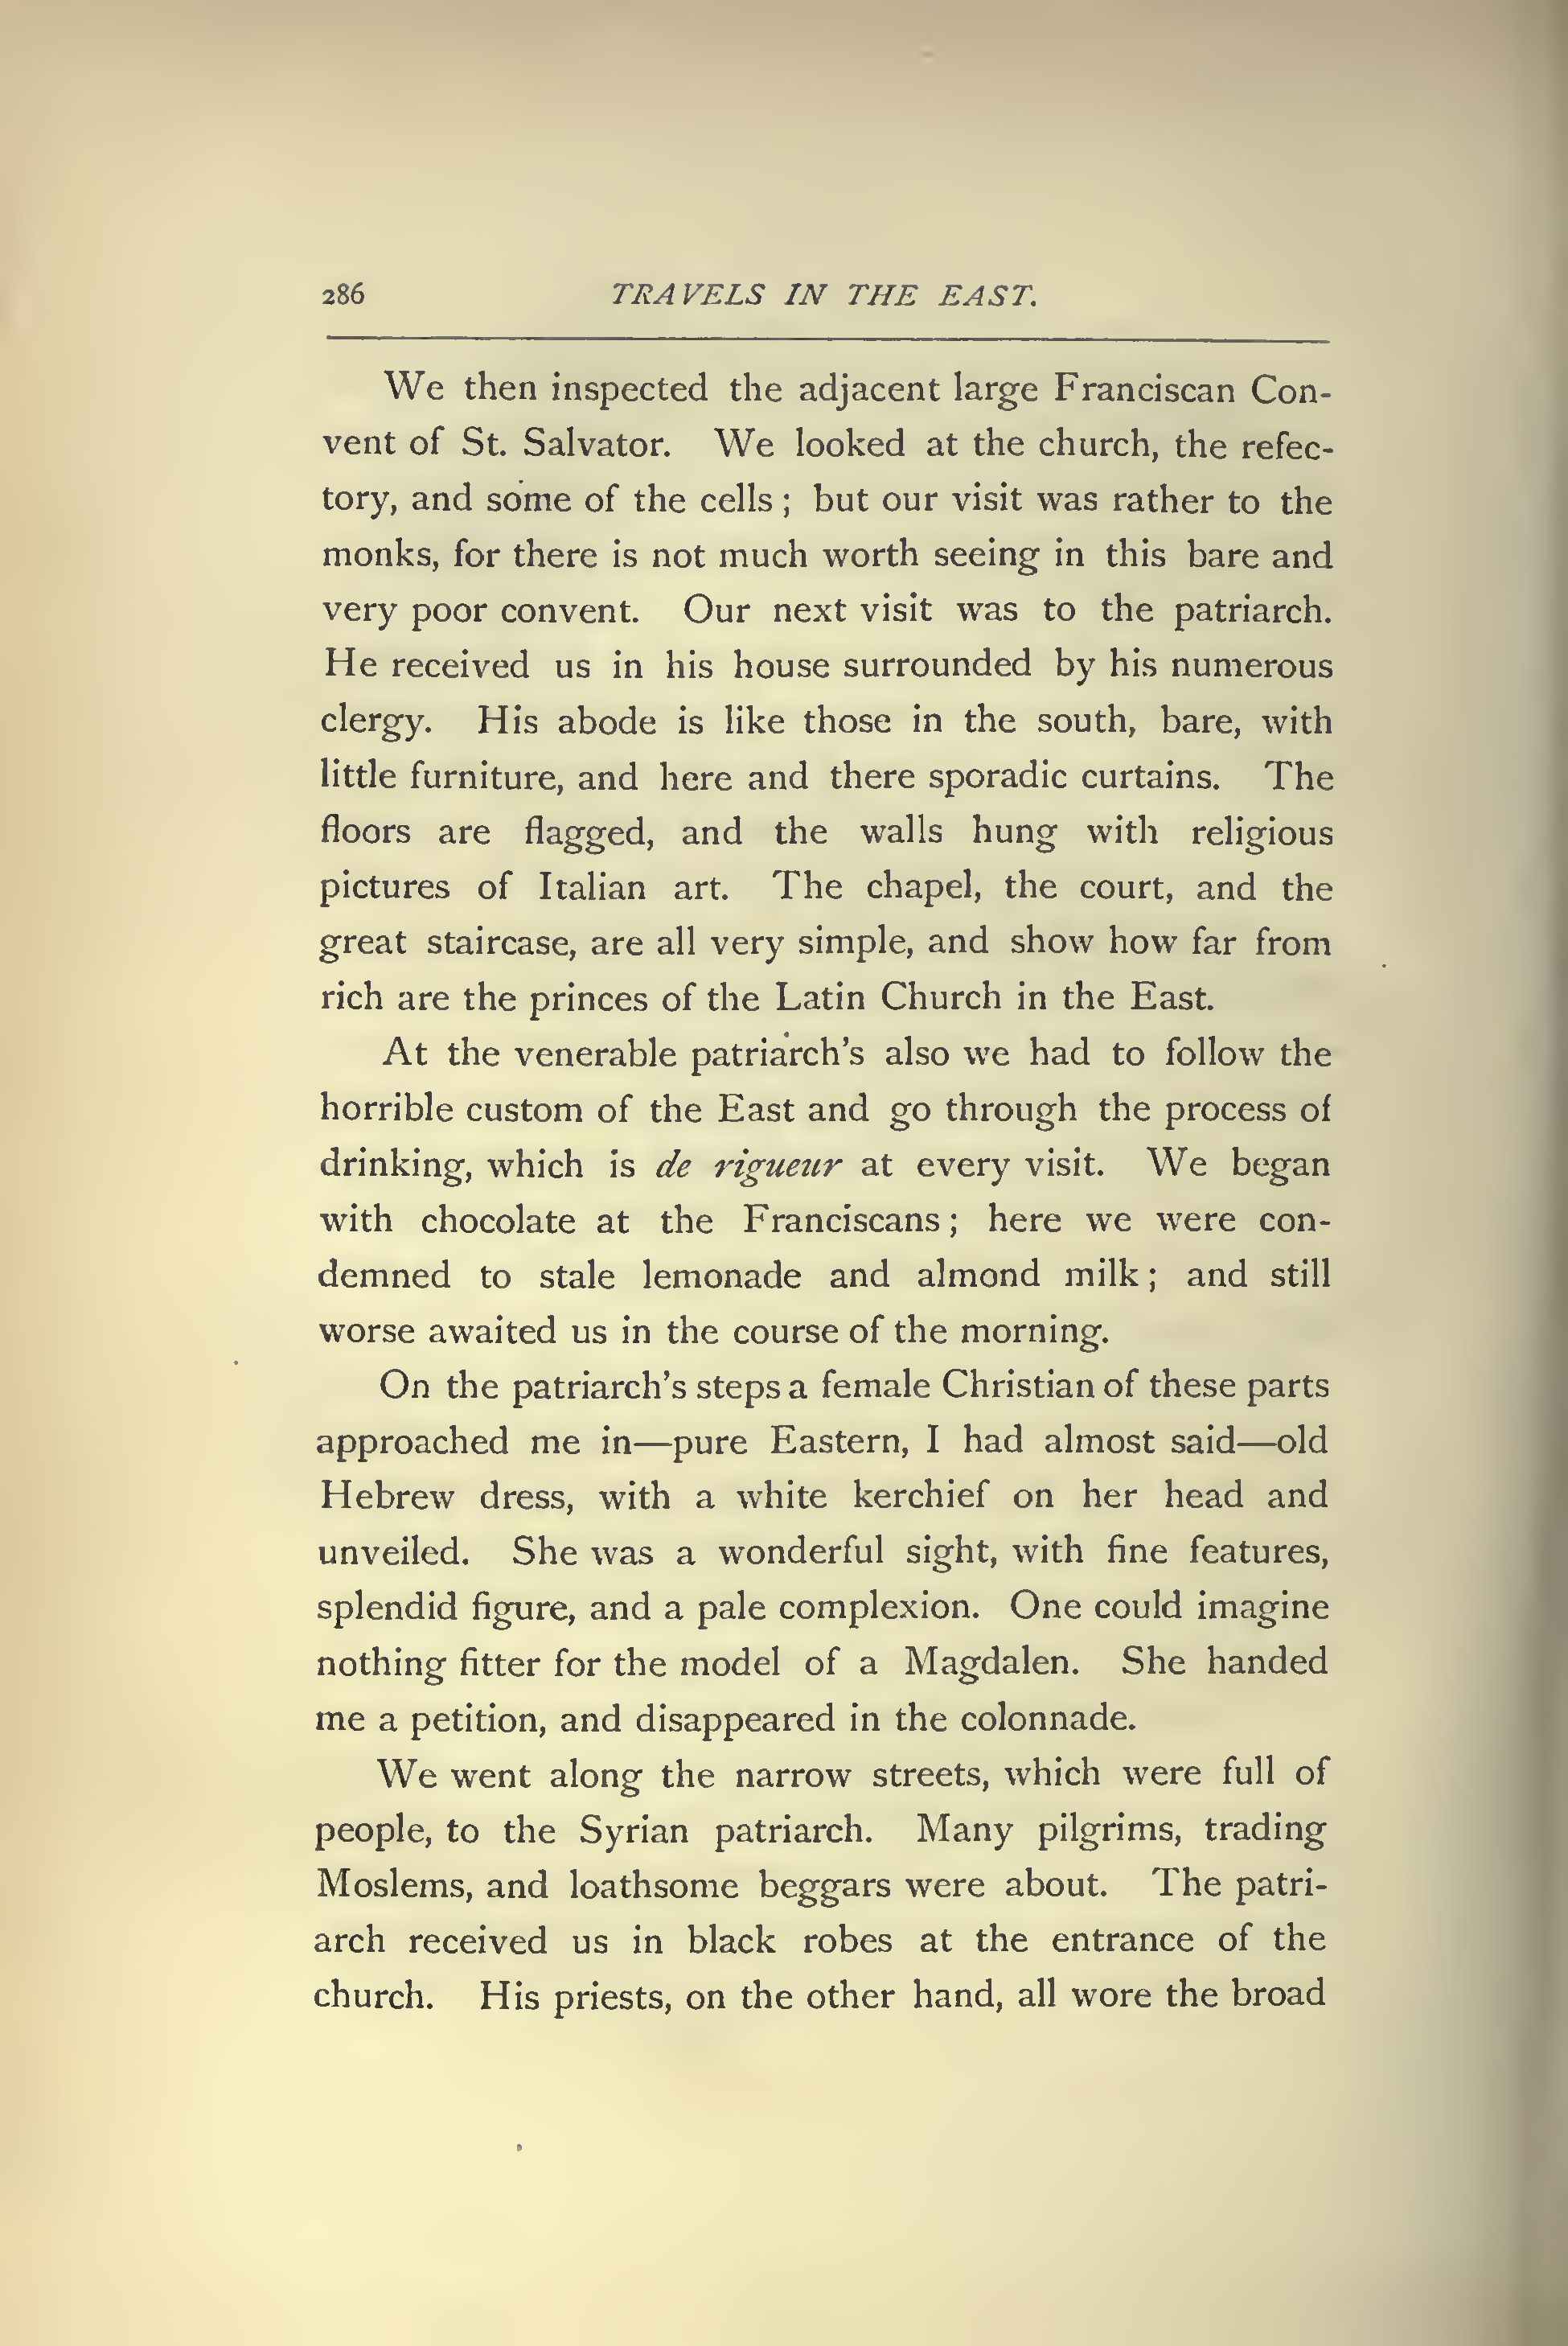 286 TRAVELS IN THE EAST.
We then inspected the adjacent large Franciscan Con-
vent of St. Salvator. We looked at the church, the refec-
tory, and some of the cells; but our visit was rather to the
monks, for there is not much worth seeing in this bare and
very poor convent. Our next visit was to the patriarch.
He received us in his house surrounded by his numerous
clergy. His abode is like those in the south, bare, with
little furniture, and here and there sporadic curtains. The
floors are flagged, and the walls hung with religious
pictures of Italian art. The chapel, the court, and the
great staircase, are all very simple, and show how far from
rich are the princes of the Latin Church in the East.
At the venerable patriarch's also we had to follow the
horrible custom of the East and go through the process of
drinking, which is de rigueur at every visit. We began
with chocolate at the Franciscans; here we were con-
demned to stale lemonade and almond milk; and still
worse awaited us in the course of the morning.
On the patriarch's steps a female Christian of these parts
approached me in—pure Eastern, I had almost said—old
Hebrew dress, with a white kerchief on her head and
unveiled. She was a wonderful sight, with fine features,
splendid figure, and a pale complexion. One could imagine
nothing fitter for the model of a Magdalen. She handed
me a petition, and disappeared in the colonnade.
We went along the narrow streets, which were full of
people, to the Syrian patriarch. Many pilgrims, trading
Moslems, and loathsome beggars were about. The patri-
arch received us in black robes at the entrance of the
church. His priests, on the other hand, all wore the broad